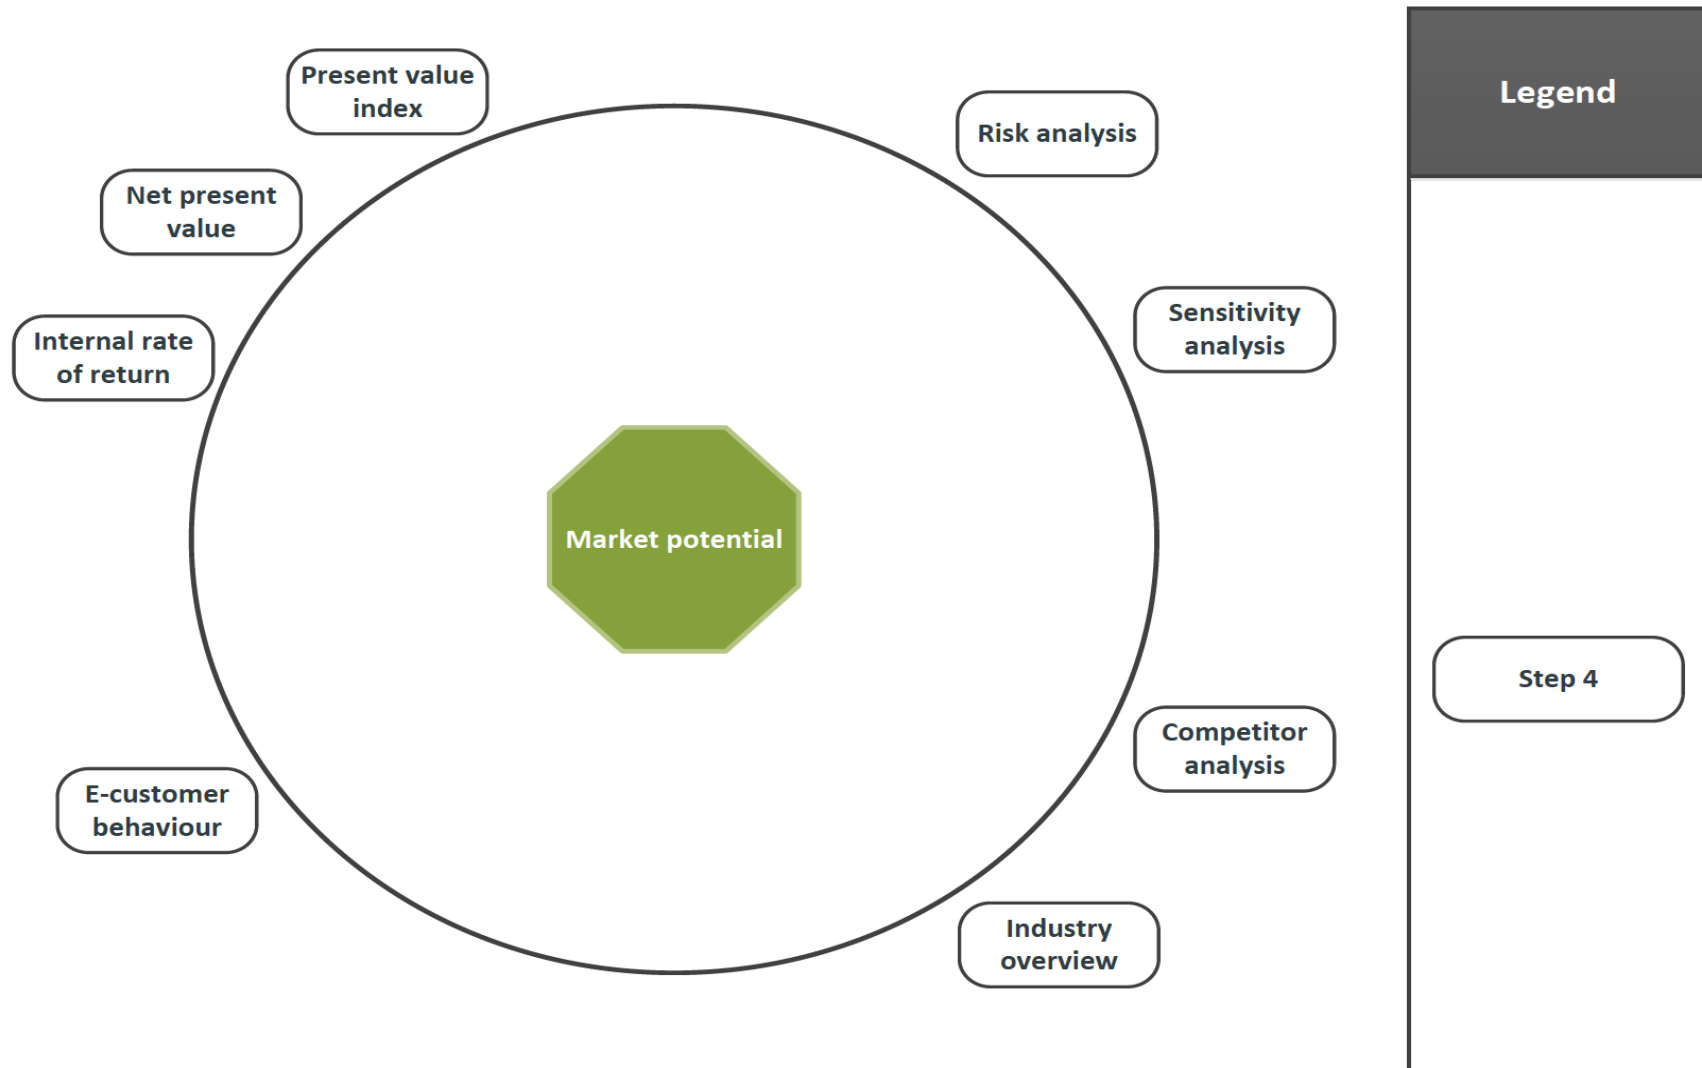 Present value
index
Risk analysis
Legend
Net present
value
Sensitivity
analysis
Internal rate
of return
Market potential
Step 4
Competitor
analysis
E-customer
behaviour
Industry
overview